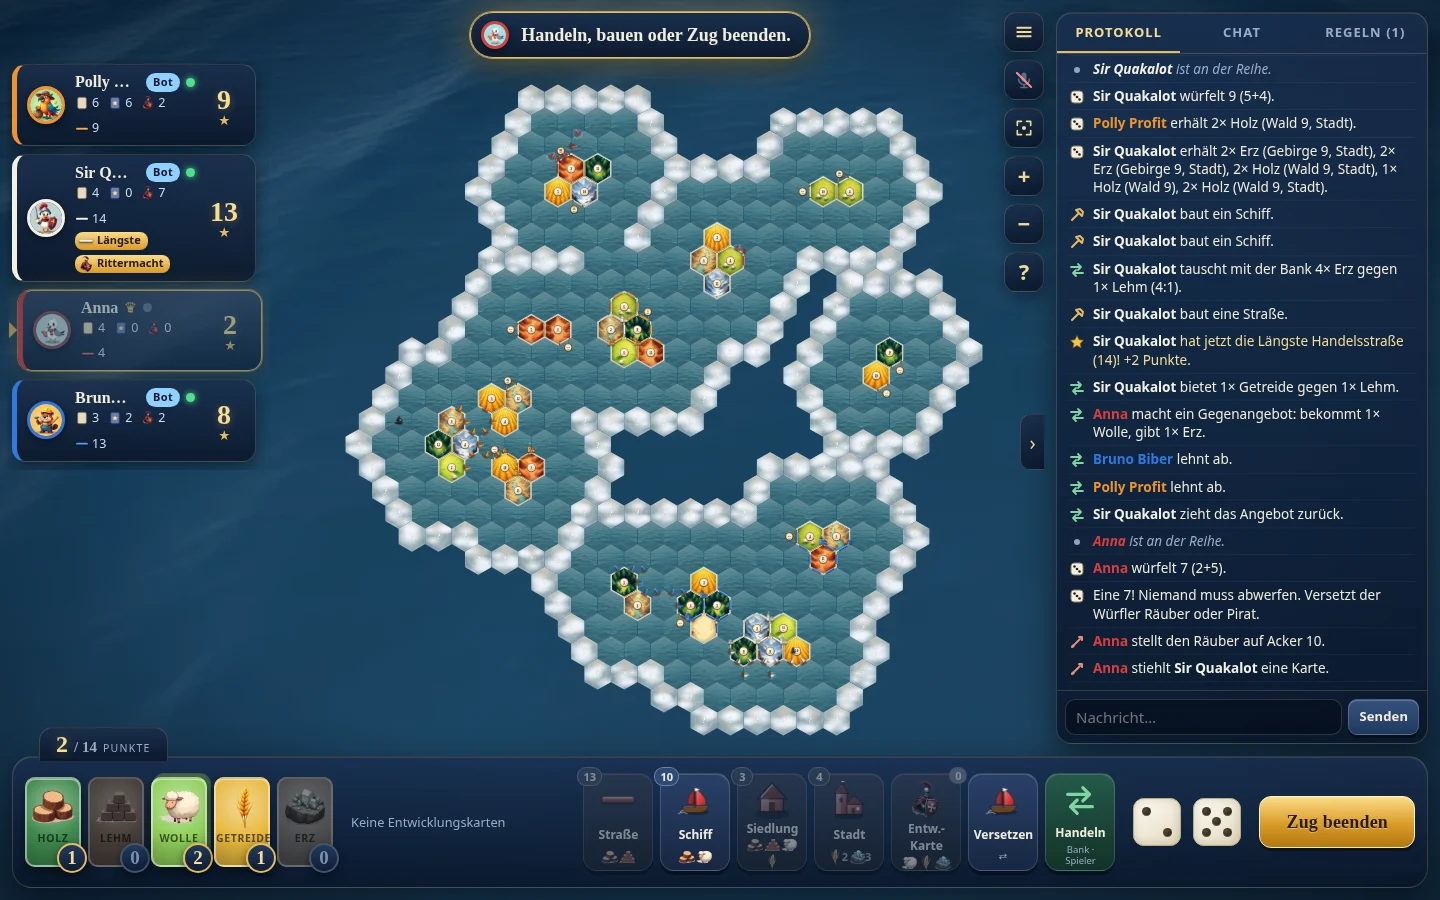 Handeln, bauen oder Zug beenden.
Polly ...
Bot
6
6
2
9
9
Sir Q...
Bot
4
0
7
14
13
Längste
Rittermacht
Anna
4
0
0
4
2
Brun...
Bot
3
2
2
13
8
+
−
?
›
PROTOKOLL
CHAT
REGELN (1)
Sir Quakalot ist an der Reihe.
Sir Quakalot würfelt 9 (5+4).
Polly Profit erhält 2× Holz (Wald 9, Stadt).
Sir Quakalot erhält 2× Erz (Gebirge 9, Stadt), 2×
Erz (Gebirge 9, Stadt), 2× Holz (Wald 9, Stadt), 1×
Holz (Wald 9), 2× Holz (Wald 9, Stadt).
Sir Quakalot baut ein Schiff.
Sir Quakalot baut ein Schiff.
Sir Quakalot tauscht mit der Bank 4× Erz gegen
1× Lehm (4:1).
Sir Quakalot baut eine Straße.
Sir Quakalot hat jetzt die Längste Handelsstraße
(14)! +2 Punkte.
Sir Quakalot bietet 1× Getreide gegen 1× Lehm.
Anna macht ein Gegenangebot: bekommt 1×
Wolle, gibt 1× Erz.
Bruno Biber lehnt ab.
Polly Profit lehnt ab.
Sir Quakalot zieht das Angebot zurück.
Anna ist an der Reihe.
Anna würfelt 7 (2+5).
Eine 7! Niemand muss abwerfen. Versetzt der
Würfler Räuber oder Pirat.
Anna stellt den Räuber auf Acker 10.
Anna stiehlt Sir Quakalot eine Karte.
Nachricht...
Senden
2 / 14 PUNKTE
HOLZ
1
LEHM
0
WOLLE
2
GETREIDE
1
ERZ
0
Keine Entwicklungskarten
13
Straße
10
Schiff
3
Siedlung
4
Stadt
2
3
0
Entw.-
Karte
Versetzen
Handeln
Bank ·
Spieler
Zug beenden